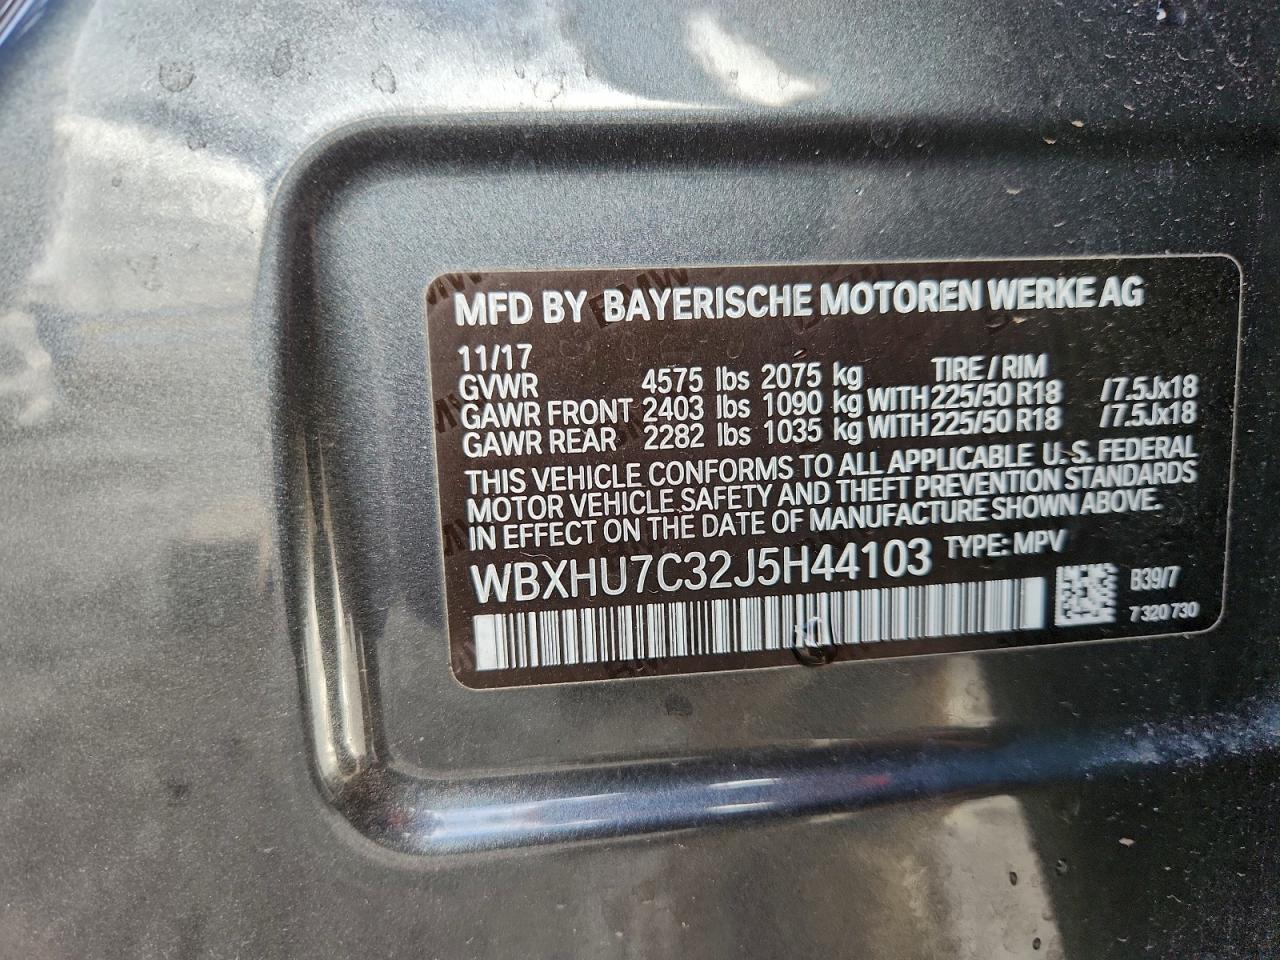 MFD BY BAYERISCHE MOTOREN WERKE AG
11/17 TIRE / RIM
GVWR 4575 lbs 2075 kg
GAWR FRONT 2403 lbs 1090 kg WITH 225/50 R18 /7.5Jx18
GAWR REAR 2282 lbs 1035 kg WITH 225/50 R18 /7.5Jx18
THIS VEHICLE CONFORMS TO ALL APPLICABLE U.S. FEDERAL
MOTOR VEHICLE SAFETY AND THEFT PREVENTION STANDARDS
IN EFFECT ON THE DATE OF MANUFACTURE SHOWN ABOVE.
WBXHU7C32J5H44103 TYPE: MPV
B39/7
7 320 730